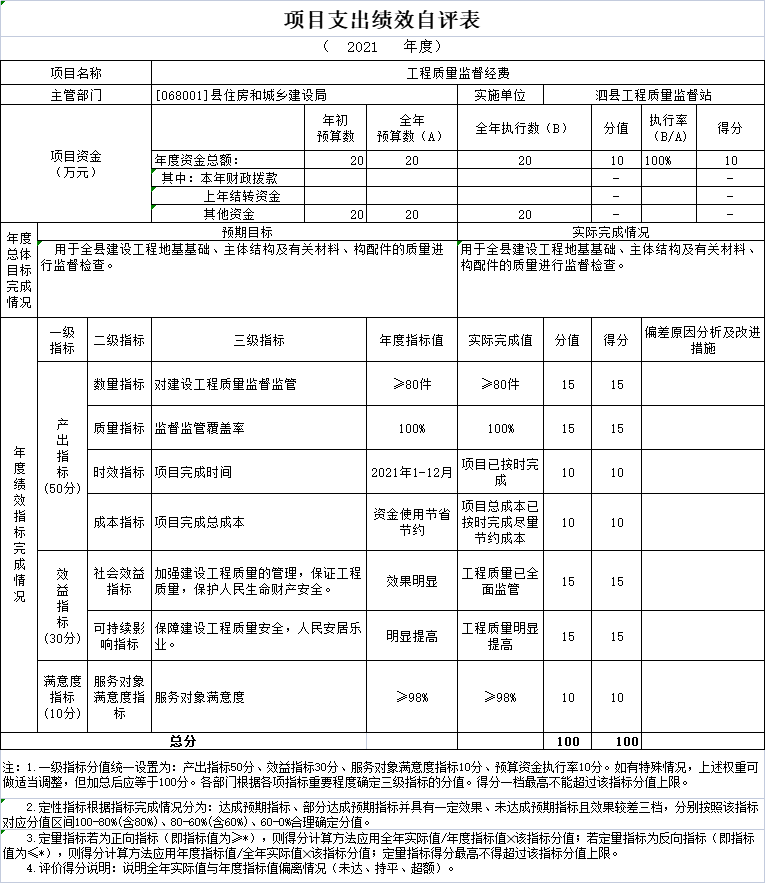 项目支出绩效自评表
（ 2021 年度）
项目名称 工程质量监督经费
主管部门 [068001]县住房和城乡建设局 实施单位 泗县工程质量监督站
项目资金
（万元）
年初
预算数
全年
预算数（A）
全年执行数（B）
分值
执行率
（B/A）
得分
年度资金总额： 20 20 20 10 100% 10
其中：本年财政拨款 － －
上年结转资金 － －
其他资金 20 20 20 － －
年度
总体
目标
完成
情况
预期目标 实际完成情况
用于全县建设工程地基基础、主体结构及有关材料、构配件的质量进
行监督检查。
用于全县建设工程地基基础、主体结构及有关材料、
构配件的质量进行监督检查。
年
度
绩
效
指
标
完
成
情
况
一级
指标
二级指标 三级指标 年度指标值 实际完成值 分值 得分
偏差原因分析及改进
措施
产
出
指
标
(50分)
数量指标 对建设工程质量监督监管 ≥80件 ≥80件 15 15
质量指标 监督监管覆盖率 100% 100% 15 15
时效指标 项目完成时间 2021年1-12月
项目已按时完
成
10 10
成本指标 项目完成总成本
资金使用节省
节约
项目总成本已
按时完成尽量
节约成本
10 10
效
益
指
标
(30分)
社会效益
指标
加强建设工程质量的管理，保证工程
质量，保护人民生命财产安全。
效果明显
工程质量已全
面监管
15 15
可持续影
响指标
保障建设工程质量安全，人民安居乐
业。
明显提高
工程质量明显
提高
15 15
满意度
指标
(10分)
服务对象
满意度指
标
服务对象满意度 ≥98% ≥98% 10 10
总分 100 100
注：1.一级指标分值统一设置为：产出指标50分、效益指标30分、服务对象满意度指标10分、预算资金执行率10分。如有特殊情况，上述权重可
做适当调整，但加总后应等于100分。各部门根据各项指标重要程度确定三级指标的分值。得分一档最高不能超过该指标分值上限。
2.定性指标根据指标完成情况分为：达成预期指标、部分达成预期指标并具有一定效果、未达成预期指标且效果较差三档，分别按照该指标
对应分值区间100-80%(含80%)、80-60%(含60%)、60-0%合理确定分值。
3.定量指标若为正向指标（即指标值为≥*），则得分计算方法应用全年实际值/年度指标值×该指标分值；若定量指标为反向指标（即指标
值为≤*），则得分计算方法应用年度指标值/全年实际值×该指标分值；定量指标得分最高不得超过该指标分值上限。
4.评价得分说明：说明全年实际值与年度指标值偏离情况（未达、持平、超额）。